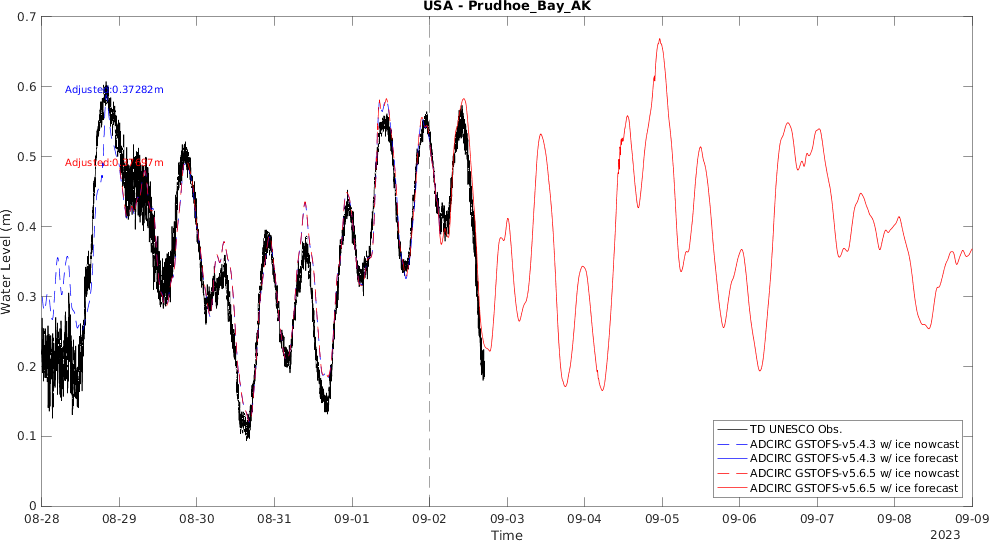 USA - Prudhoe_Bay_AK
0.7
0.6
0.5
0.4
0.3
0.2
0.1
0
Water Level (m)
Adjusted:0.37282m
08-28
08-29
08-30
08-31
09-01
09-02
09-03
09-04
09-05
09-06
09-07
09-08
09-09
Time
2023
TD UNESCO Obs.
ADCIRC GSTOFS-v5.4.3 w/ ice nowcast
ADCIRC GSTOFS-v5.4.3 w/ ice forecast
ADCIRC GSTOFS-v5.6.5 w/ ice nowcast
ADCIRC GSTOFS-v5.6.5 w/ ice forecast